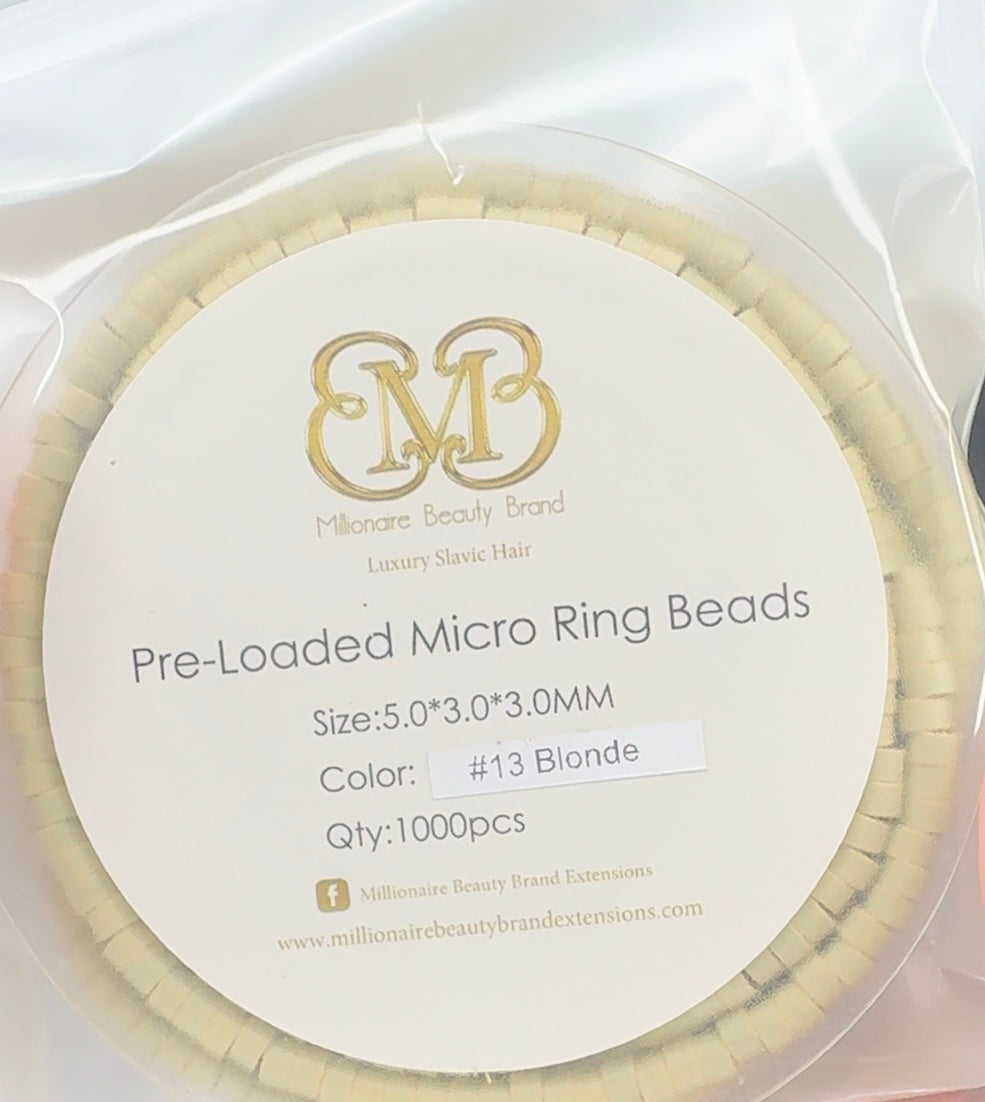 M
Millionaire Beauty Brand
Luxury Slavic Hair
Pre-Loaded Micro Ring Beads
Size:5.0*3.0*3.0MM
Color: #13 Blonde
Qty:1000pcs
f Millionaire Beauty Brand Extensions
www.millionairebeautybrandextensions.com